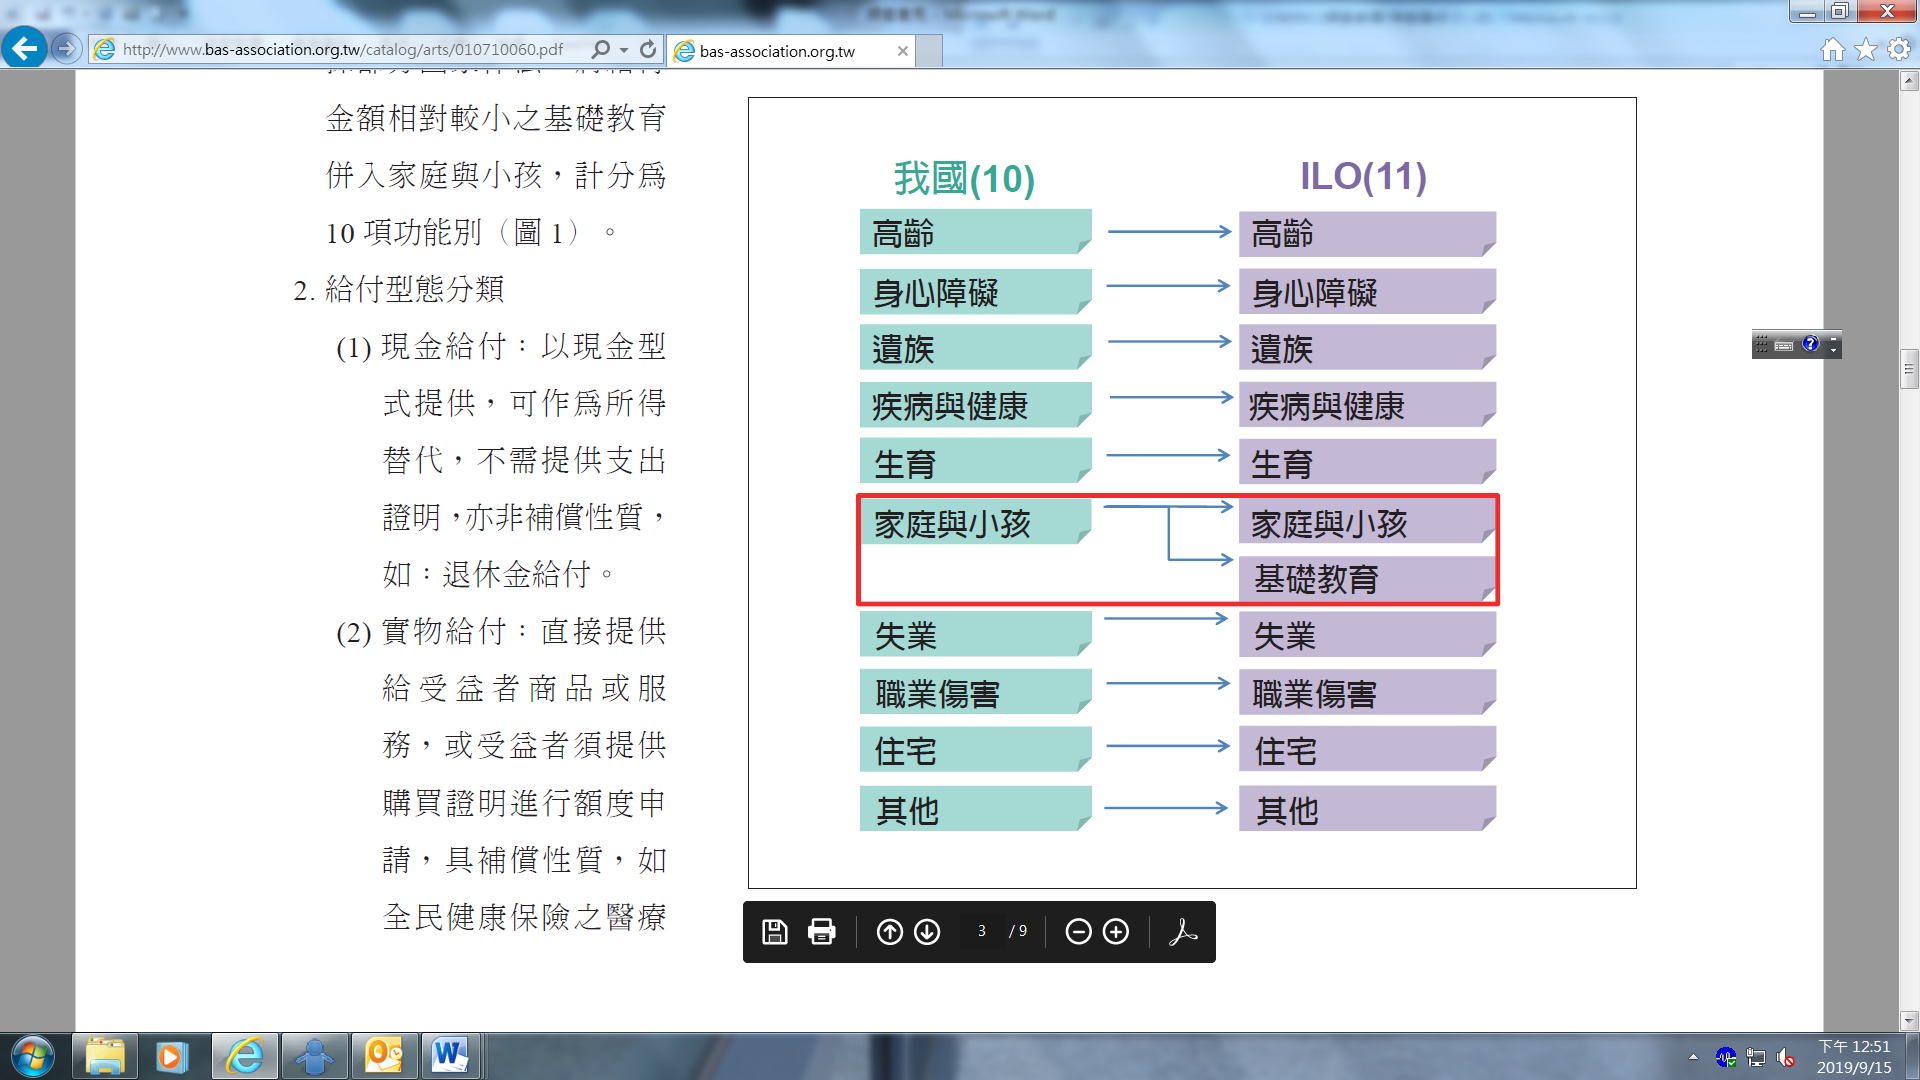 http://www.bas-association.org.tw/catalog/arts/010710060.pdf
bas-association.org.tw
金額相對較小之基礎教育
併入家庭與小孩，計分為
10 項功能別（圖 1）。
2. 給付型態分類
(1) 現金給付：以現金型
式提供，可作為所得
替代，不需提供支出
證明，亦非補償性質，
如：退休金給付。
(2) 實物給付：直接提供
給受益者商品或服
務，或受益者須提供
購買證明進行額度申
請，具補償性質，如
全民健康保險之醫療
我國(10)
ILO(11)
高齡
高齡
身心障礙
身心障礙
遺族
遺族
疾病與健康
疾病與健康
生育
生育
家庭與小孩
家庭與小孩
基礎教育
失業
失業
職業傷害
職業傷害
住宅
住宅
其他
其他
3 / 9
下午 12:51
2019/9/15